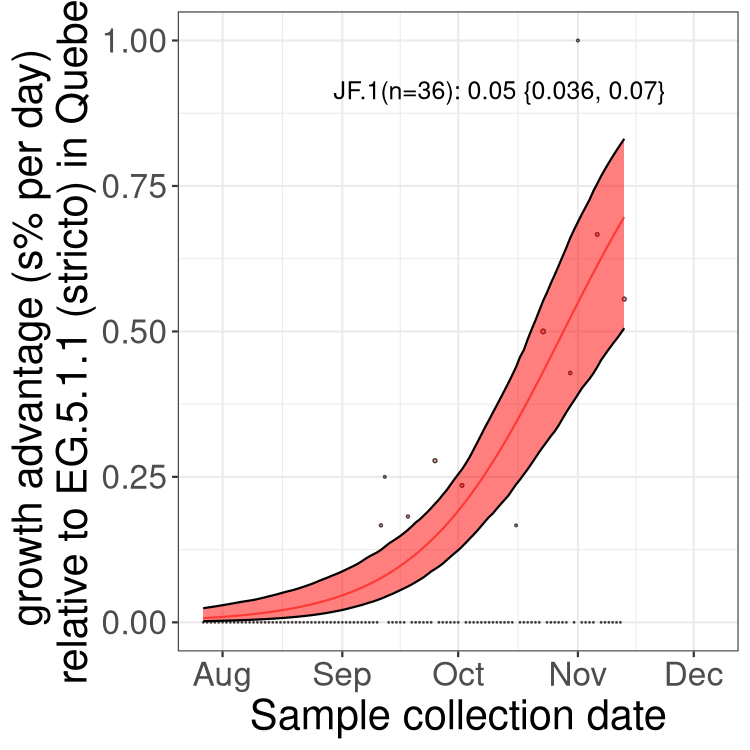 growth advantage (s% per day)
relative to EG.5.1.1 (stricto) in Quebe
1.00
0.75
0.50
0.25
0.00
JF.1(n=36): 0.05 {0.036, 0.07}
Aug Sep Oct Nov Dec
Sample collection date